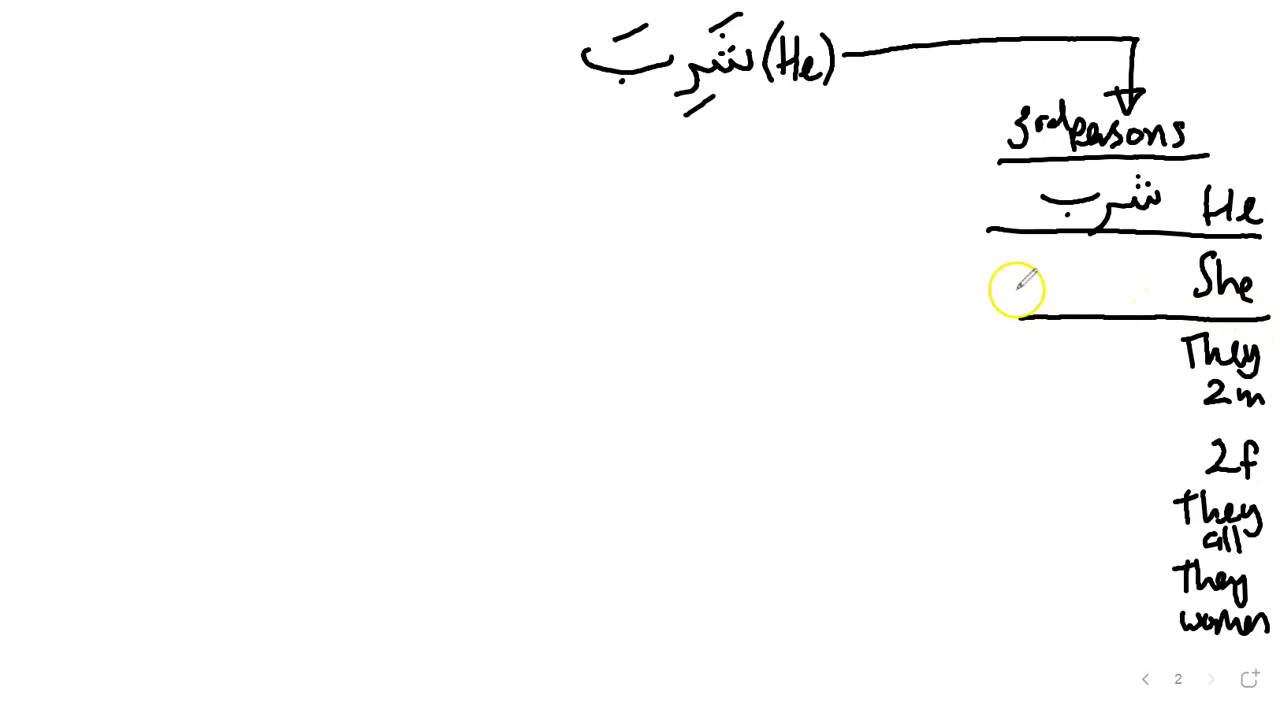 شَرِبَ (He)
3rd persons
He شرب
She
They
2m
2f
They
all
They
women
2